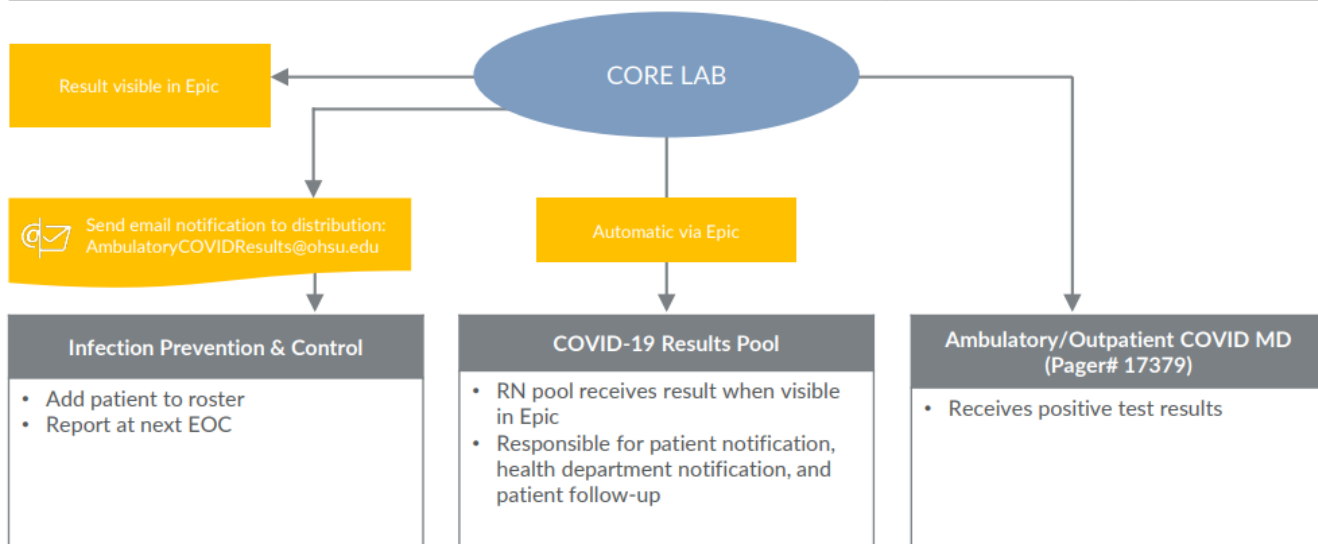 CORE LAB
Result visible in Epic
Send email notification to distribution:
AmbulatoryCOVIDResults@ohsu.edu
Automatic via Epic
Infection Prevention & Control
• Add patient to roster
• Report at next EOC
COVID-19 Results Pool
• RN pool receives result when visible
in Epic
• Responsible for patient notification,
health department notification, and
patient follow-up
Ambulatory/Outpatient COVID MD
(Pager# 17379)
• Receives positive test results